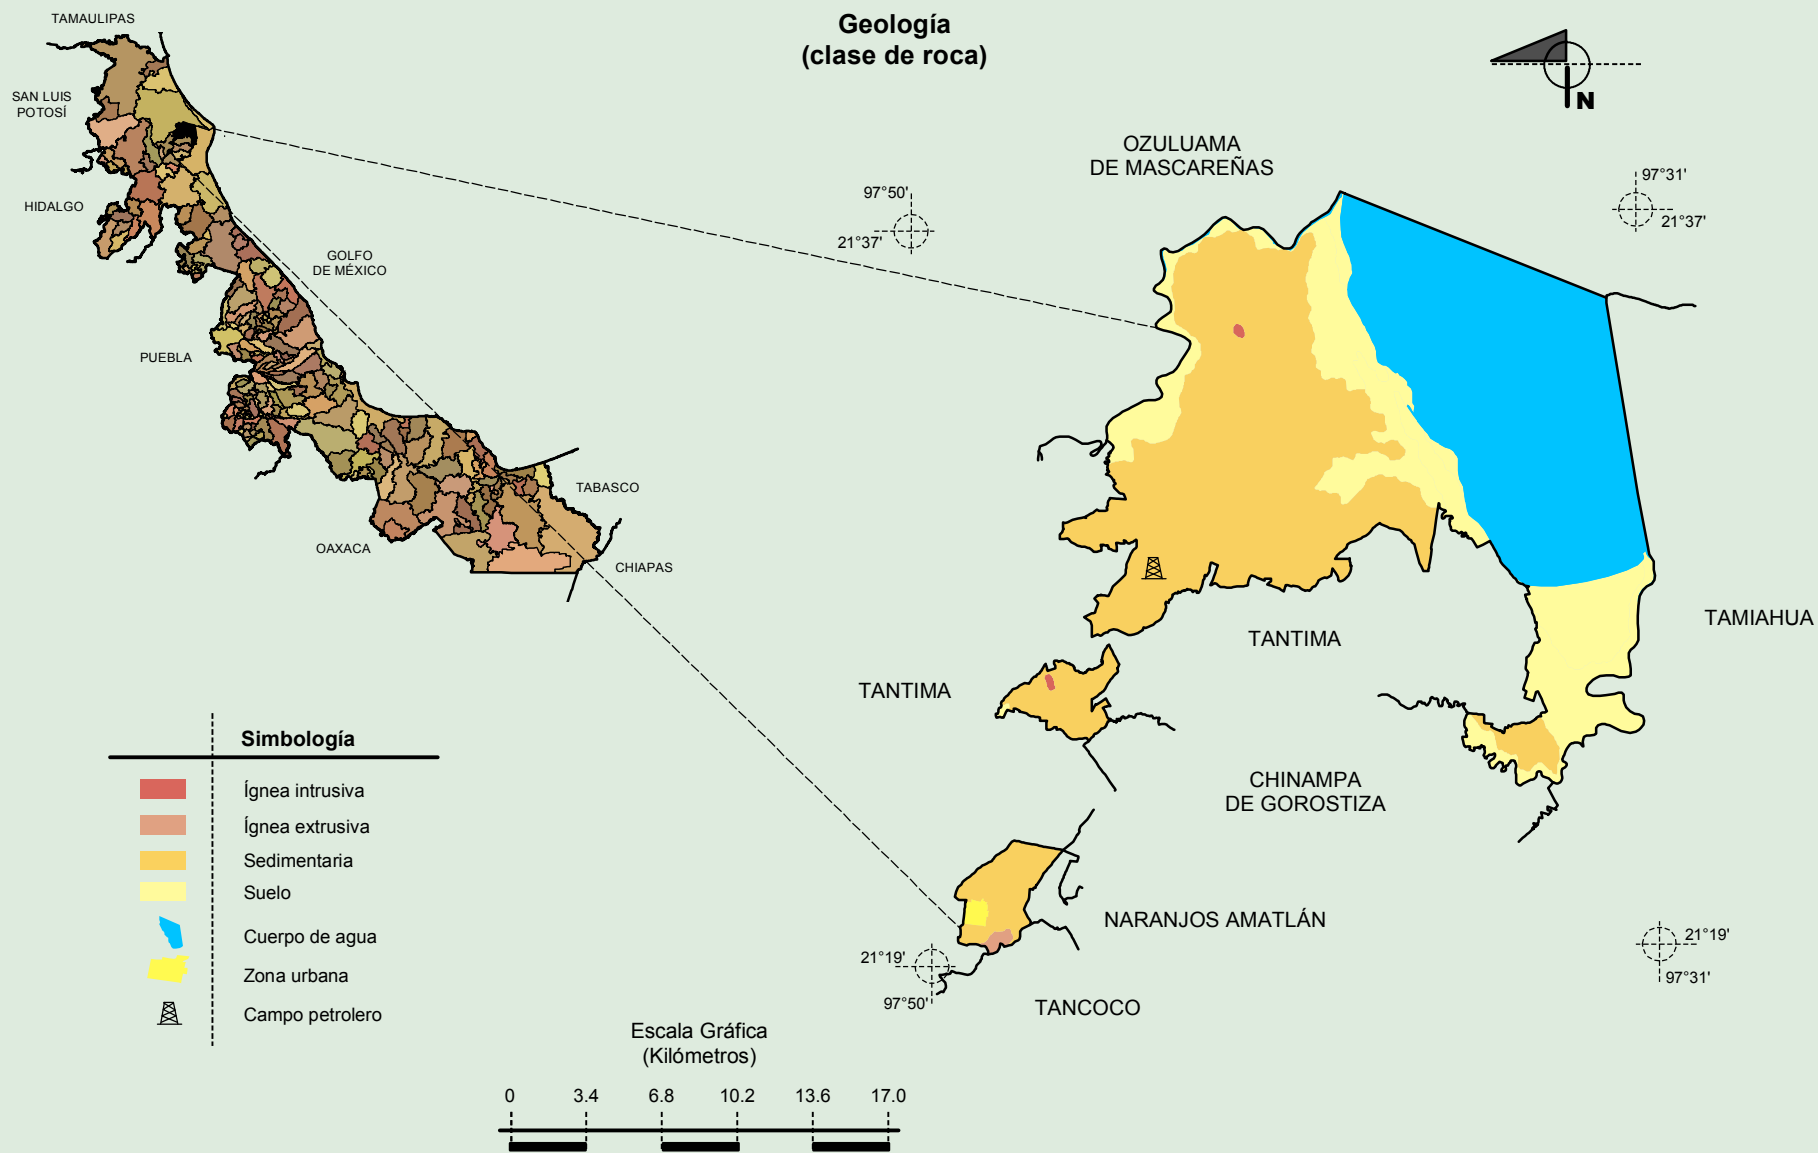 Geología
(clase de roca)
TAMAULIPAS
SAN LUIS
POTOSÍ
HIDALGO
GOLFO
DE MÉXICO
PUEBLA
TABASCO
OAXACA
CHIAPAS
N
OZULUAMA
DE MASCAREÑAS
97°50'
21°37'
97°31'
21°37'
TAMIAHUA
TANTIMA
TANTIMA
CHINAMPA
DE GOROSTIZA
NARANJOS AMATLÁN
21°19'
97°50'
21°19'
97°31'
TANCOCO
Simbología
Ígnea intrusiva
Ígnea extrusiva
Sedimentaria
Suelo
Cuerpo de agua
Zona urbana
Campo petrolero
Escala Gráfica
(Kilómetros)
0 3.4 6.8 10.2 13.6 17.0